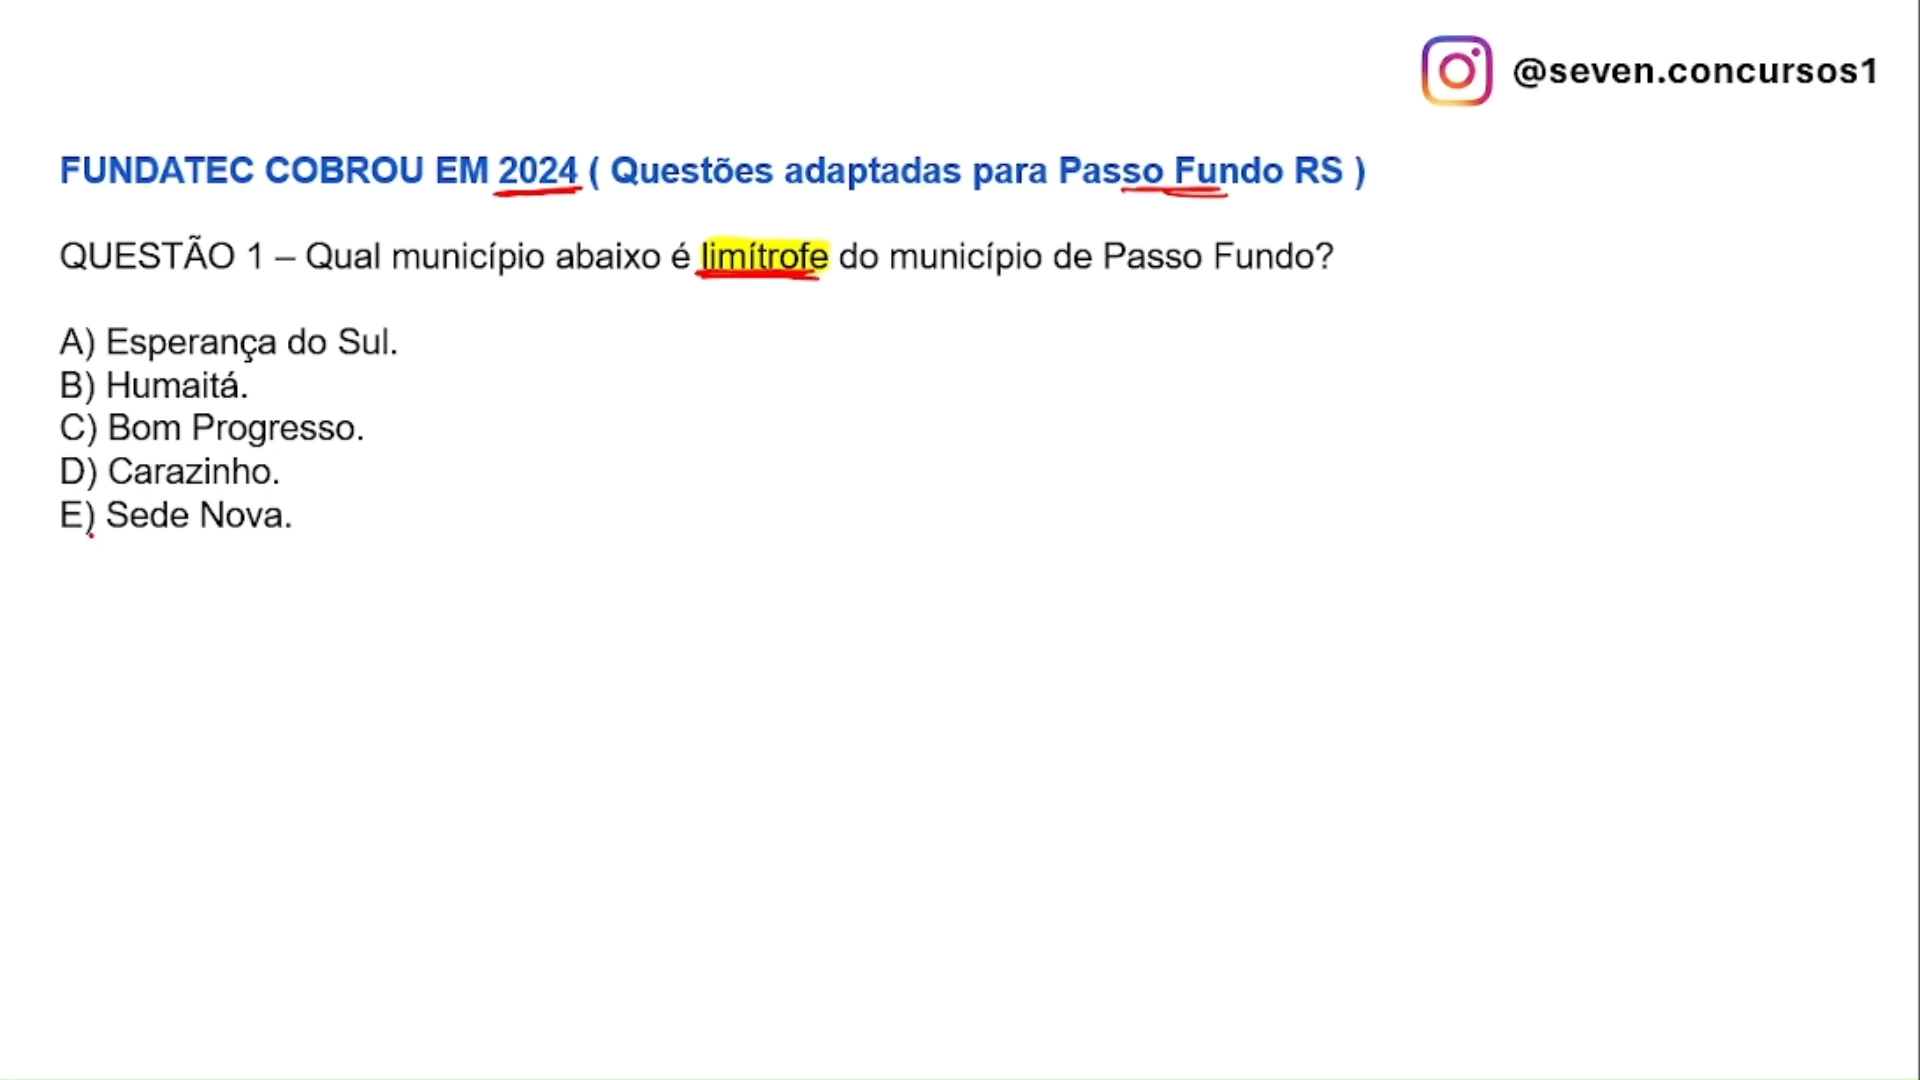 @seven.concursos1
FUNDATEC COBROU EM 2024 ( Questões adaptadas para Passo Fundo RS )
QUESTÃO 1 – Qual município abaixo é limítrofe do município de Passo Fundo?
A) Esperança do Sul.
B) Humaitá.
C) Bom Progresso.
D) Carazinho.
E) Sede Nova.